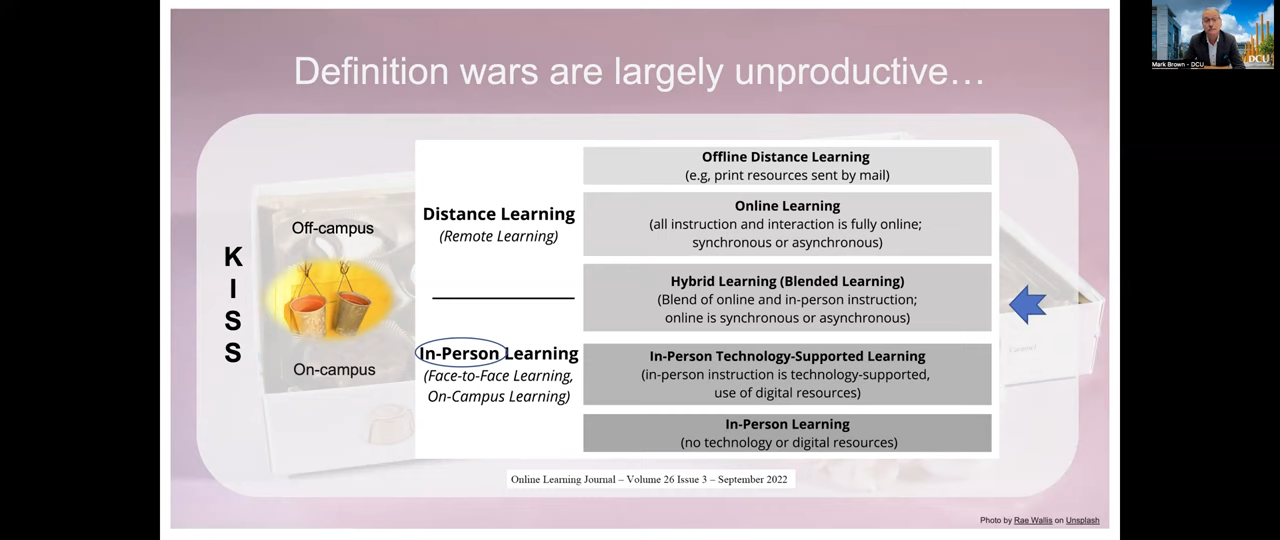 Definition wars are largely unproductive…
Mark Brown - DCU
DCU
K
I
S
S
Off-campus
On-campus
Distance Learning
(Remote Learning)
In-Person Learning
(Face-to-Face Learning,
On-Campus Learning)
Offline Distance Learning
(e.g, print resources sent by mail)
Online Learning
(all instruction and interaction is fully online;
synchronous or asynchronous)
Hybrid Learning (Blended Learning)
(Blend of online and in-person instruction;
online is synchronous or asynchronous)
In-Person Technology-Supported Learning
(in-person instruction is technology-supported,
use of digital resources)
In-Person Learning
(no technology or digital resources)
Online Learning Journal – Volume 26 Issue 3 – September 2022
Photo by Rae Wallis on Unsplash